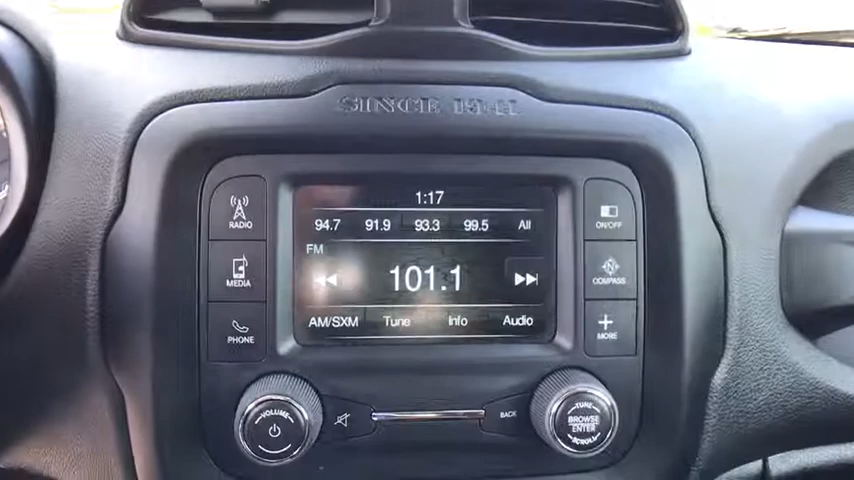 SINCE 1941
1:17
94.7 91.9 93.3 99.5 All
FM
101.1
AM/SXM Tune Info Audio
RADIO
MEDIA
PHONE
ON/OFF
N
COMPASS
MORE
VOLUME
BACK
TUNE
BROWSE
ENTER
SCROLL